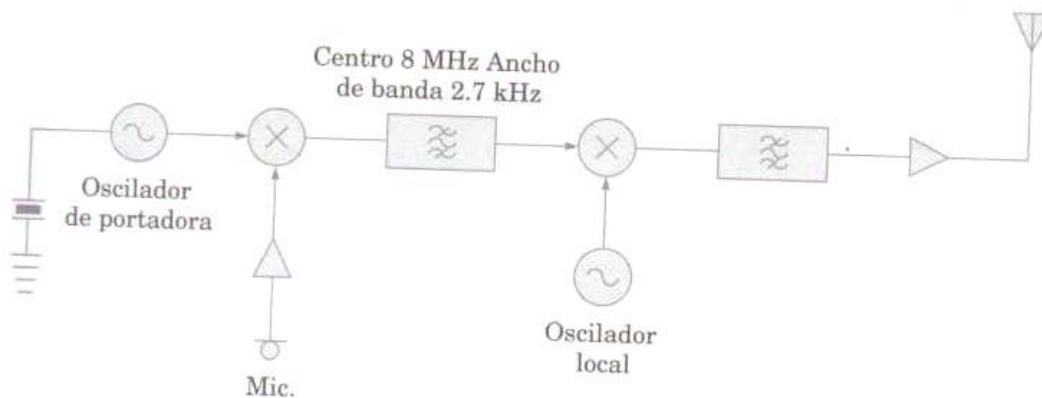 Centro 8 MHz Ancho
de banda 2.7 kHz
Oscilador
de portadora
Mic.
Oscilador
local